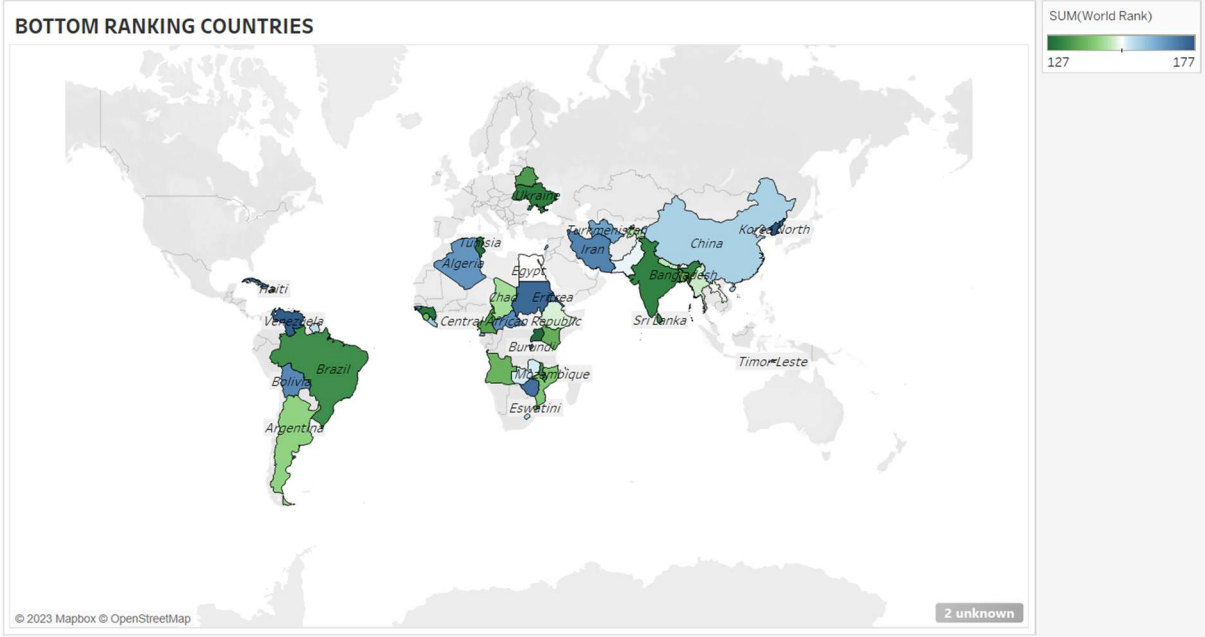 BOTTOM RANKING COUNTRIES
SUM(World Rank)
127 177
Ukraine
Turkmenistan
Korea North
Tunisia
Iran
China
Algeria
Egypt
Bangladesh
Haiti
Chad
Eritrea
Venezuela
Central African Republic
Sri Lanka
Burundi
Timor-Leste
Brazil
Mozambique
Bolivia
Eswatini
Argentina
2 unknown
© 2023 Mapbox © OpenStreetMap